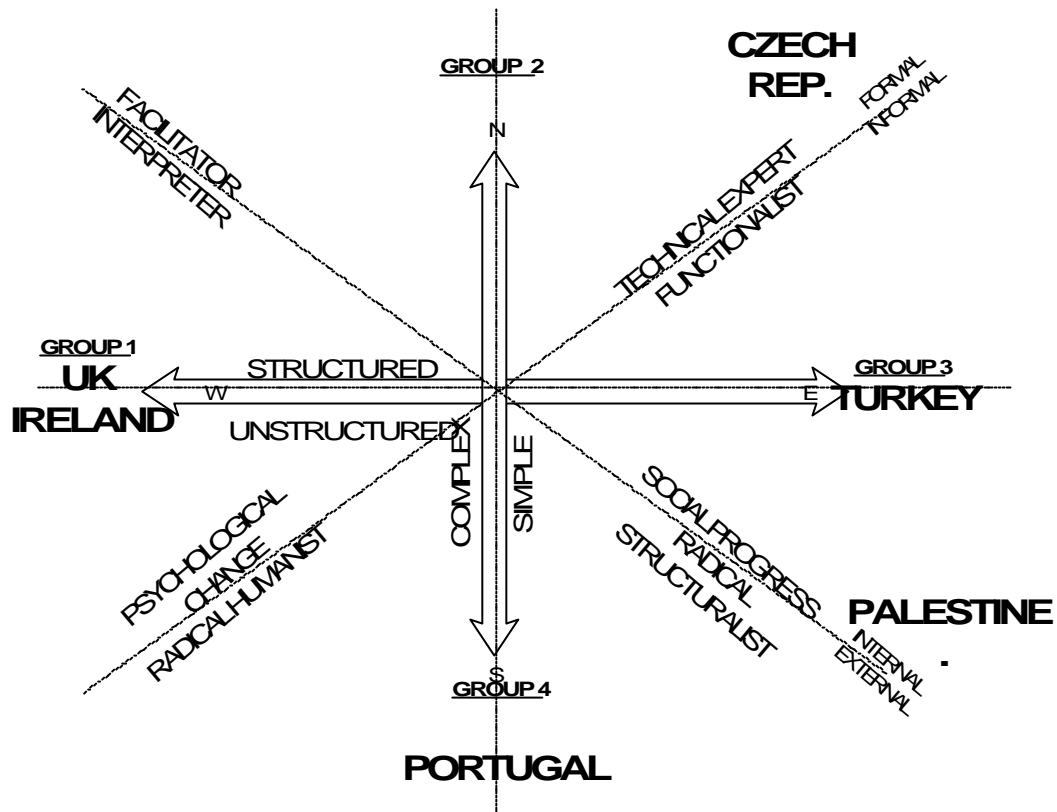 CZECH
REP.
GROUP 2
FORMAL
INFORMAL
FACILITATOR
INTERPRETER
N
TECHNICAL EXPERT
FUNCTIONALIST
GROUP 1
UK
IRELAND
STRUCTURED
W
UNSTRUCTURED
GROUP 3
E
TURKEY
COMPLEX
SIMPLE
PSYCHOLOGICAL
CHANGE
RADICAL HUMANIST
SOCIAL PROGRESS
RADICAL
STRUCTURALIST
PALESTINE
.
INTERNAL
EXTERNAL
S
GROUP 4
PORTUGAL